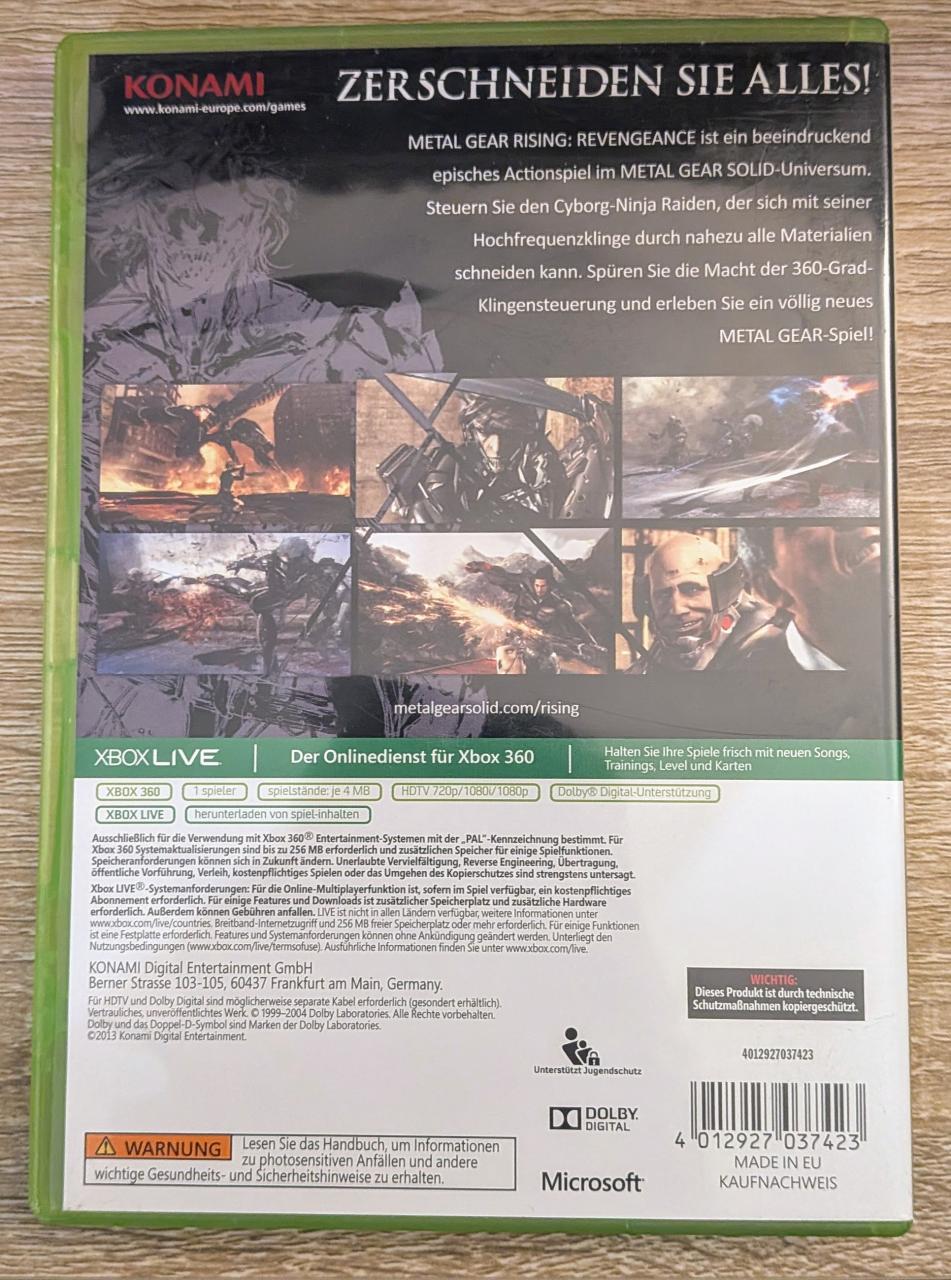 KONAMI
www.konami-europe.com/games
ZERSCHNEIDEN SIE ALLES!
METAL GEAR RISING: REVENGEANCE ist ein beeindruckend
episches Actionspiel im METAL GEAR SOLID-Universum.
Steuern Sie den Cyborg-Ninja Raiden, der sich mit seiner
Hochfrequenzklinge durch nahezu alle Materialien
schneiden kann. Spüren Sie die Macht der 360-Grad-
Klingensteuerung und erleben Sie ein völlig neues
METAL GEAR-Spiel!
metalgearsolid.com/rising
XBOX LIVE
Der Onlinedienst für Xbox 360
Halten Sie Ihre Spiele frisch mit neuen Songs,
Trainings, Level und Karten
XBOX 360
1 spieler
spielstände: je 4 MB
HDTV 720p/1080i/1080p
Dolby® Digital-Unterstützung
XBOX LIVE
herunterladen von spiel-inhalten
Ausschließlich für die Verwendung mit Xbox 360® Entertainment-Systemen mit der „PAL“-Kennzeichnung bestimmt. Für
Xbox 360 Systemaktualisierungen sind bis zu 256 MB erforderlich und zusätzlichen Speicher für einige Spielfunktionen.
Speicheranforderungen können sich in Zukunft ändern. Unerlaubte Vervielfältigung, Reverse Engineering, Übertragung,
öffentliche Vorführung, Verleih, kostenpflichtiges Spielen oder das Umgehen des Kopierschutzes sind strengstens untersagt.
Xbox LIVE®-Systemanforderungen: Für die Online-Multiplayerfunktion ist, sofern im Spiel verfügbar, ein kostenpflichtiges
Abonnement erforderlich. Für einige Features und Downloads ist zusätzlicher Speicherplatz und zusätzliche Hardware
erforderlich. Außerdem können Gebühren anfallen. LIVE ist nicht in allen Ländern verfügbar, weitere Informationen unter
www.xbox.com/live/countries. Breitband-Internetzugriff und 256 MB freier Speicherplatz oder mehr erforderlich. Für einige Funktionen
ist eine Festplatte erforderlich. Features und Systemanforderungen können ohne Ankündigung geändert werden. Unterliegt den
Nutzungsbedingungen (www.xbox.com/live/termsofuse). Ausführliche Informationen finden Sie unter www.xbox.com/live.
KONAMI Digital Entertainment GmbH
Berner Strasse 103-105, 60437 Frankfurt am Main, Germany.
Für HDTV und Dolby Digital sind möglicherweise separate Kabel erforderlich (gesondert erhältlich).
Vertrauliches, unveröffentlichtes Werk. © 1999–2004 Dolby Laboratories. Alle Rechte vorbehalten.
Dolby und das Doppel-D-Symbol sind Marken der Dolby Laboratories.
©2013 Konami Digital Entertainment.
WICHTIG:
Dieses Produkt ist durch technische
Schutzmaßnahmen kopiergeschützt.
Unterstützt Jugendschutz
4012927037423
DOLBY
DIGITAL
4 012927 037423
MADE IN EU
KAUFNACHWEIS
Microsoft
WARNUNG
Lesen Sie das Handbuch, um Informationen
zu photosensitiven Anfällen und andere
wichtige Gesundheits- und Sicherheitshinweise zu erhalten.